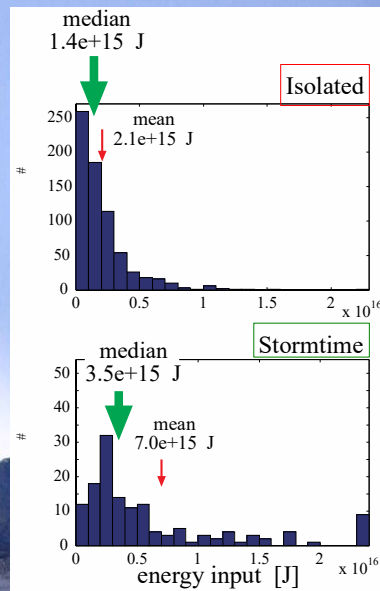 median
1.4e+15 J
Isolated
mean
2.1e+15 J
250
200
150
100
50
0
#
0 0.5 1 1.5 2
x 10^16
Stormtime
median
3.5e+15 J
mean
7.0e+15 J
50
40
30
20
10
0
#
0 0.5 1 1.5 2
x 10^16
energy input [J]